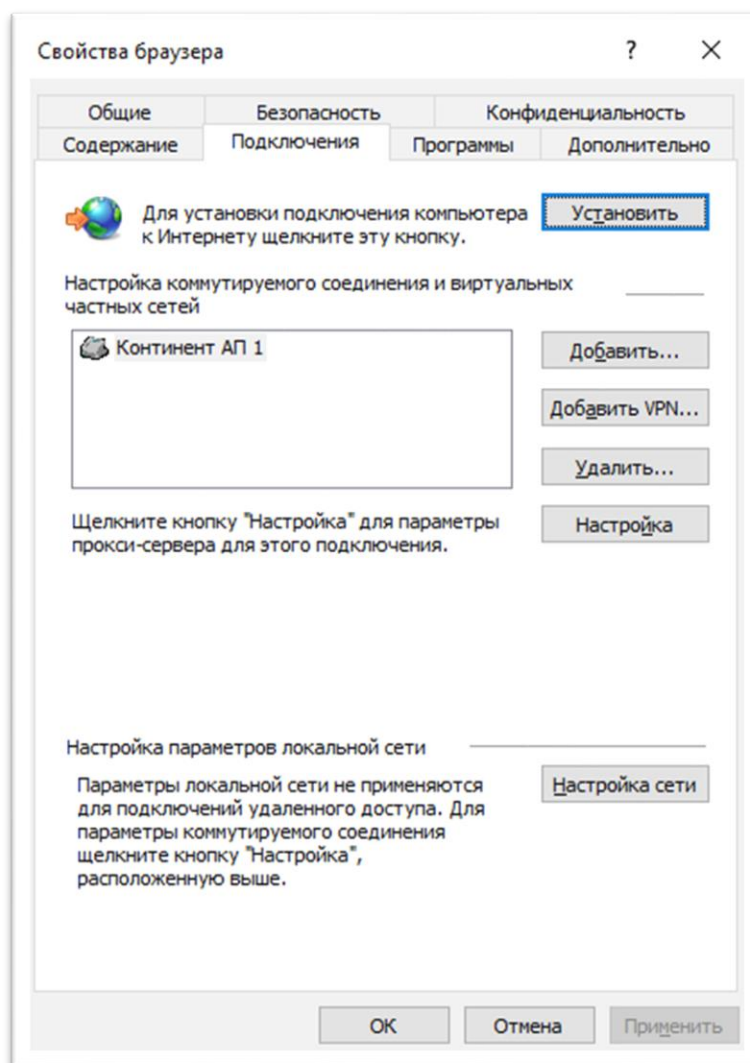 Свойства браузера ?
Общие Безопасность Конфиденциальность
Содержание Подключения Программы Дополнительно
Для установки подключения компьютера
к Интернету щелкните эту кнопку.
Установить
Настройка коммутируемого соединения и виртуальных
частных сетей
Континент АП 1
Добавить...
Добавить VPN...
Удалить...
Щелкните кнопку "Настройка" для параметры
прокси-сервера для этого подключения.
Настройка
Настройка параметров локальной сети
Параметры локальной сети не применяются
для подключений удаленного доступа. Для
параметры коммутируемого соединения
щелкните кнопку "Настройка",
расположенную выше.
Настройка сети
ОК Отмена Применить